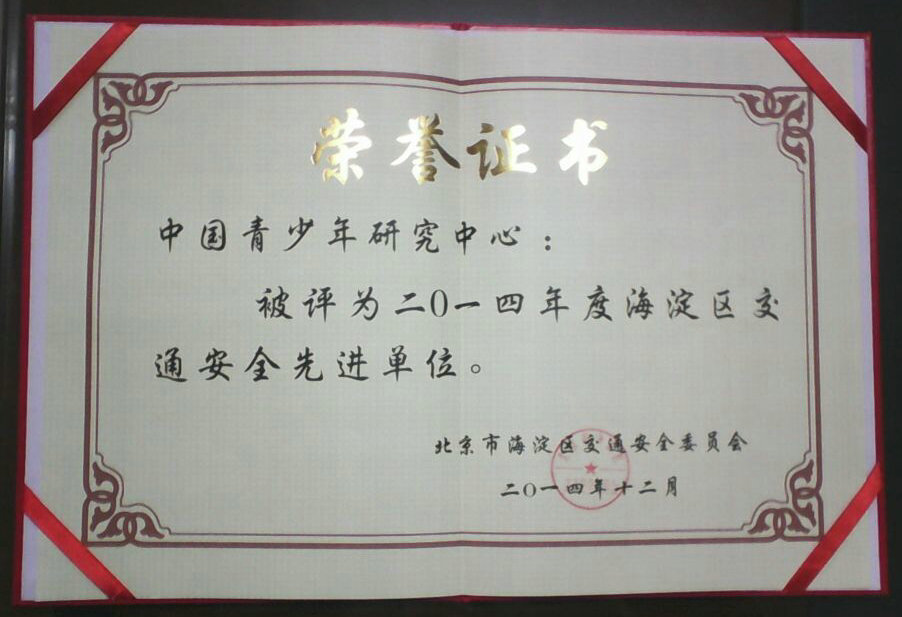 荣誉证书
中国青少年研究中心：
被评为二〇一四年度海淀区交
通安全先进单位。
北京市海淀区交通安全委员会
二〇一四年十二月